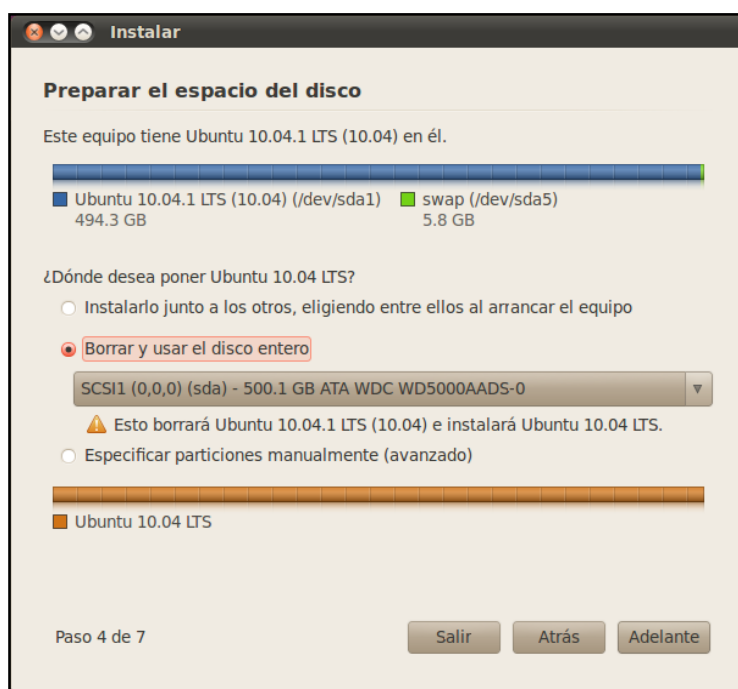 Instalar
Preparar el espacio del disco
Este equipo tiene Ubuntu 10.04.1 LTS (10.04) en él.
Ubuntu 10.04.1 LTS (10.04) (/dev/sda1) swap (/dev/sda5)
494.3 GB 5.8 GB
¿Dónde desea poner Ubuntu 10.04 LTS?
Instalarlo junto a los otros, eligiendo entre ellos al arrancar el equipo
Borrar y usar el disco entero
SCSI1 (0,0,0) (sda) - 500.1 GB ATA WDC WD5000AADS-0
Esto borrará Ubuntu 10.04.1 LTS (10.04) e instalará Ubuntu 10.04 LTS.
Especificar particiones manualmente (avanzado)
Ubuntu 10.04 LTS
Paso 4 de 7 Salir Atrás Adelante